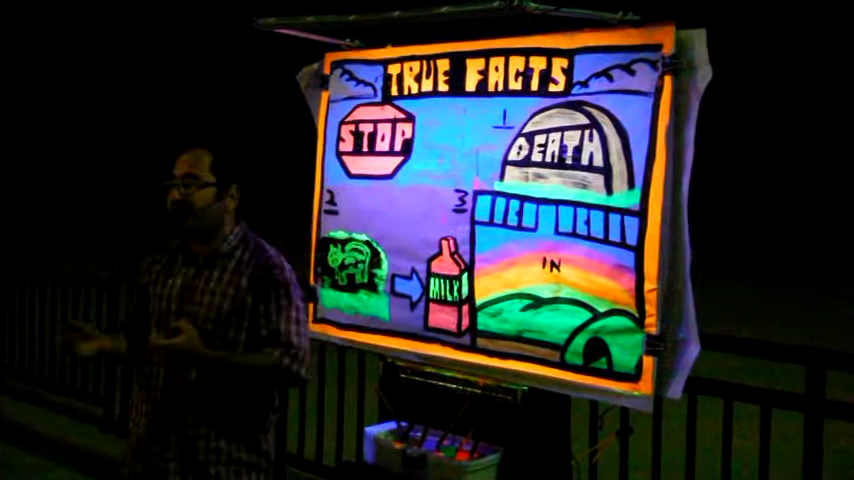 TRUE FACTS
1
STOP
DEATH
2
3
IN
MILK